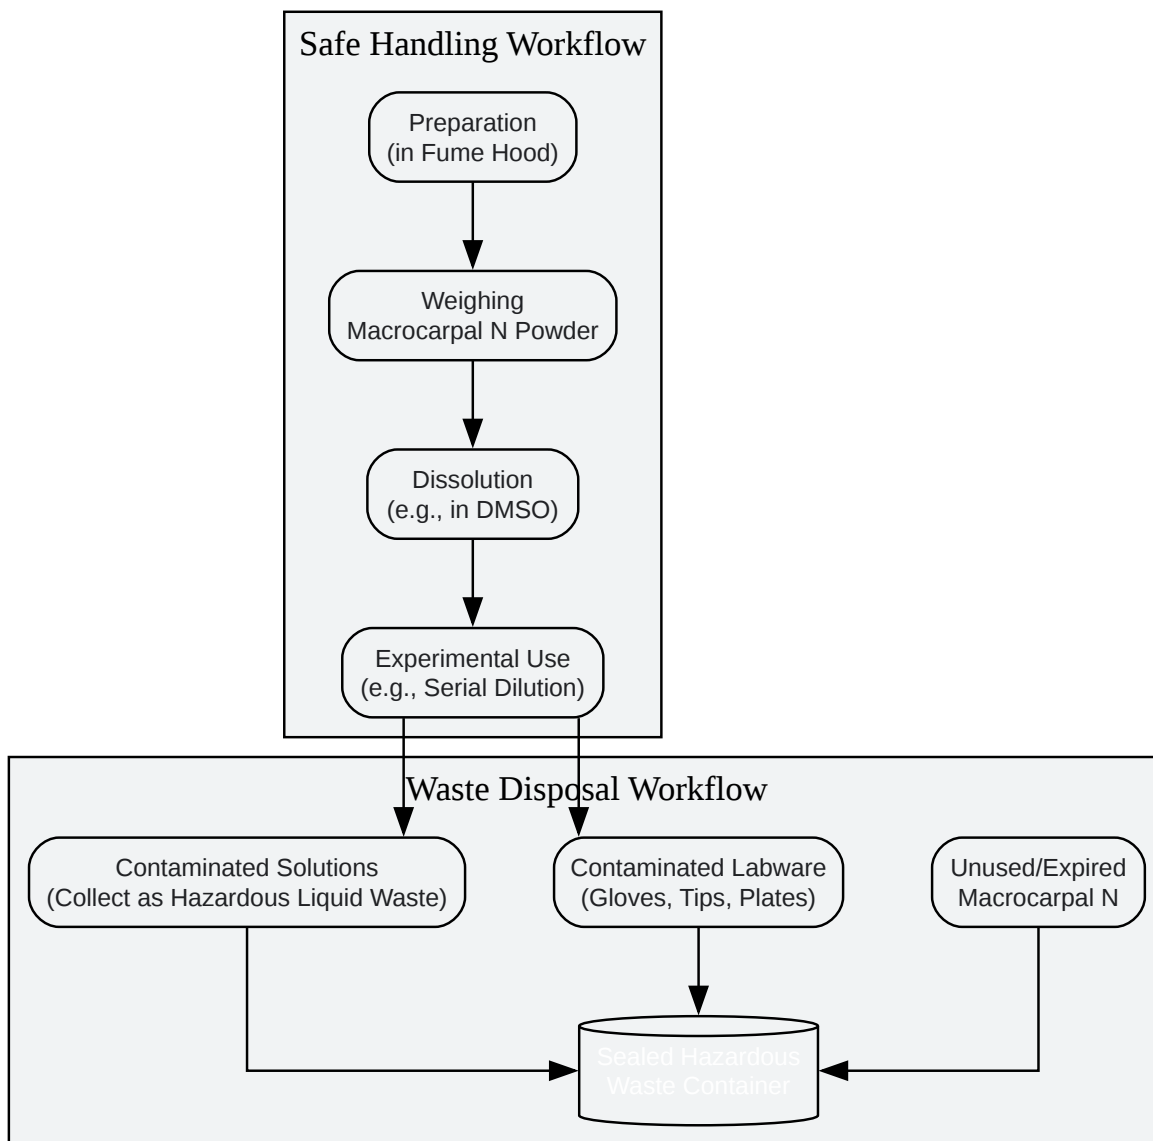 Safe Handling Workflow
Preparation
(in Fume Hood)
Weighing
Macrocarpal N Powder
Dissolution
(e.g., in DMSO)
Experimental Use
(e.g., Serial Dilution)
Waste Disposal Workflow
Contaminated Solutions
(Collect as Hazardous Liquid Waste)
Contaminated Labware
(Gloves, Tips, Plates)
Unused/Expired
Macrocarpal N
Sealed Hazardous
Waste Container